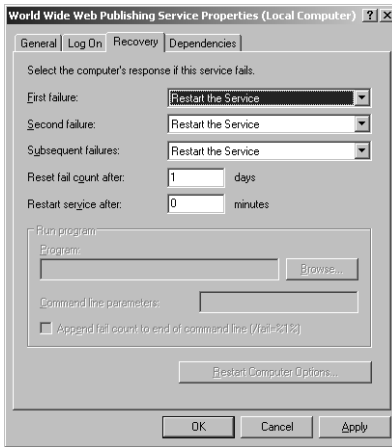 World Wide Web Publishing Service Properties (Local Computer)
General Log On Recovery Dependencies
Select the computer's response if this service fails.
First failure: Restart the Service
Second failure: Restart the Service
Subsequent failures: Restart the Service
Reset fail count after: 1 days
Restart service after: 0 minutes
Run program
Program:
Browse...
Command line parameters:
Append fail count to end of command line (/fail=%1%)
Restart Computer Options...
OK Cancel Apply